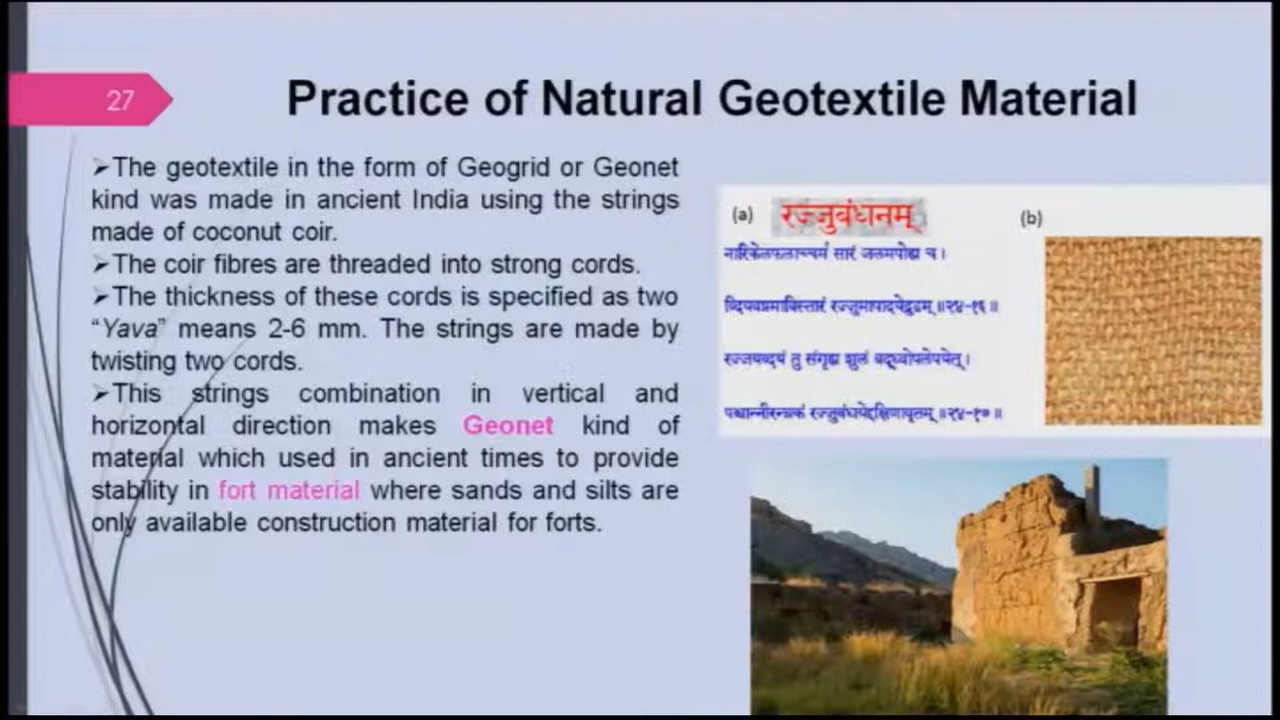 27
Practice of Natural Geotextile Material
➢The geotextile in the form of Geogrid or Geonet
kind was made in ancient India using the strings
made of coconut coir.
➢The coir fibres are threaded into strong cords.
➢The thickness of these cords is specified as two
“Yava” means 2-6 mm. The strings are made by
twisting two cords.
➢This strings combination in vertical and
horizontal direction makes Geonet kind of
material which used in ancient times to provide
stability in fort material where sands and silts are
only available construction material for forts.
(a) रज्जुबंधनम् (b)
सारं च।
॥२४-१६॥
तु संगृह्य शुलं
॥२४-१७॥